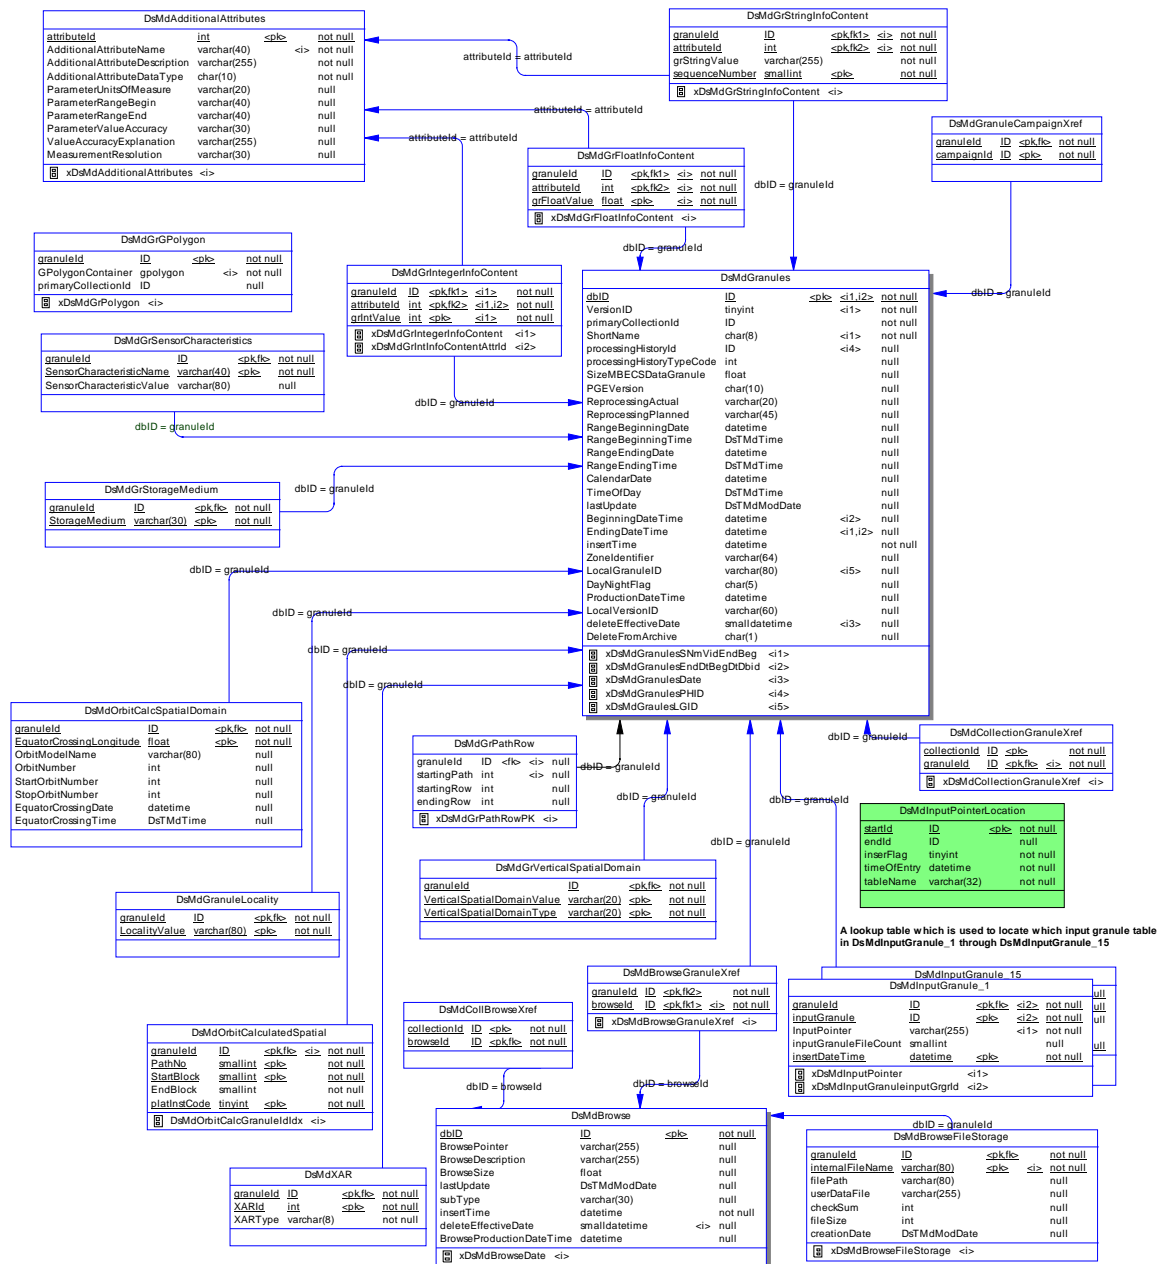 DsMdAdditionalAttributes
attributeId int <pk> not null
AdditionalAttributeName varchar(40) <i> not null
AdditionalAttributeDescription varchar(255) not null
AdditionalAttributeDataType char(10) not null
ParameterUnitsOfMeasure varchar(20) null
ParameterRangeBegin varchar(40) null
ParameterRangeEnd varchar(40) null
ParameterValueAccuracy varchar(30) null
ValueAccuracyExplanation varchar(255) null
MeasurementResolution varchar(30) null
xDsMdAdditionalAttributes <i>
attributeId = attributeId
attributeId = attributeId
attributeId = attributeId
DsMdGrStringInfoContent
granuleId ID <pk,fk1> <i> not null
attributeId int <pk,fk2> <i> not null
grStringValue varchar(255) not null
sequenceNumber smallint <pk> not null
xDsMdGrStringInfoContent <i>
DsMdGranuleCampaignXref
granuleId ID <pk,fk> not null
campaignId ID <pk> not null
DsMdGrFloatInfoContent
granuleId ID <pk,fk1> <i> not null
attributeId int <pk,fk2> <i> not null
grFloatValue float <pk> <i> not null
xDsMdGrFloatInfoContent <i>
dbID = granuleId
dbID = granuleId
dbID = granuleId
DsMdGrGPolygon
granuleId ID <pk> not null
GPolygonContainer gpolygon <i> not null
primaryCollectionId ID null
xDsMdGrPolygon <i>
DsMdGrIntegerInfoContent
granuleId ID <pk,fk1> <i1> not null
attributeId int <pk,fk2> <i1,i2> not null
grIntValue int <pk> <i1> not null
xDsMdGrIntegerInfoContent <i1>
xDsMdGrIntInfoContentAttrId <i2>
dbID = granuleId
DsMdGrSensorCharacteristics
granuleId ID <pk,fk> not null
SensorCharacteristicName varchar(40) <pk> not null
SensorCharacteristicValue varchar(80) null
dbID = granuleId
DsMdGrStorageMedium
granuleId ID <pk,fk> not null
StorageMedium varchar(30) <pk> not null
dbID = granuleId
DsMdGranules
dbID ID <pk> <i1,i2> not null
VersionID tinyint <i1> not null
primaryCollectionId ID not null
ShortName char(8) <i1> not null
processingHistoryId ID <i4> null
processingHistoryTypeCode int null
SizeMBECSDataGranule float null
PGEVersion char(10) null
ReprocessingActual varchar(20) null
ReprocessingPlanned varchar(45) null
RangeBeginningDate datetime null
RangeBeginningTime DsTMdTime null
RangeEndingDate datetime null
RangeEndingTime DsTMdTime null
CalendarDate datetime null
TimeOfDay DsTMdTime null
lastUpdate DsTMdModDate null
BeginningDateTime datetime <i2> null
EndingDateTime datetime <i1,i2> null
insertTime datetime not null
ZoneIdentifier varchar(64) null
LocalGranuleID varchar(80) <i5> null
DayNightFlag char(5) null
ProductionDateTime datetime null
LocalVersionID varchar(60) null
deleteEffectiveDate smalldatetime <i3> null
DeleteFromArchive char(1) null
xDsMdGranulesSNmVidEndBeg <i1>
xDsMdGranulesEndDtBegDtDbid <i2>
xDsMdGranulesDate <i3>
xDsMdGranulesPHID <i4>
xDsMdGraulesLGID <i5>
dbID = granuleId
dbID = granuleId
dbID = granuleId
dbID = granuleId
DsMdOrbitCalcSpatialDomain
granuleId ID <pk,fk> not null
EquatorCrossingLongitude float <pk> not null
OrbitModelName varchar(80) null
OrbitNumber int null
StartOrbitNumber int null
StopOrbitNumber int null
EquatorCrossingDate datetime null
EquatorCrossingTime DsTMdTime null
DsMdGrPathRow
granuleId ID <fk> <i> null
startingPath int <i> null
startingRow int null
endingRow int null
xDsMdGrPathRowPK <i>
dbID = granuleId
dbID = granuleId
dbID = granuleId
dbID = granuleId
dbID = granuleId
DsMdCollectionGranuleXref
collectionId ID <pk> not null
granuleId ID <pk,fk> <i> not null
xDsMdCollectionGranuleXref <i>
DsMdInputPointerLocation
startId ID <pk> not null
endId ID null
inserFlag tinyint not null
timeOfEntry datetime not null
tableName varchar(32) not null
A lookup table which is used to locate which input granule table
in DsMdInputGranule_1 through DsMdInputGranule_15
DsMdGrVerticalSpatialDomain
granuleId ID <pk,fk> not null
VerticalSpatialDomainValue varchar(20) <pk> not null
VerticalSpatialDomainType varchar(20) <pk> not null
DsMdGranuleLocality
granuleId ID <pk,fk> not null
LocalityValue varchar(80) <pk> not null
DsMdBrowseGranuleXref
granuleId ID <pk,fk2> not null
browseId ID <pk,fk1> <i> not null
xDsMdBrowseGranuleXref <i>
DsMdInputGranule_15
ull
null
ull
DsMdInputGranule_1
granuleId ID <pk,fk> <i2> not null
inputGranule ID <pk> <i2> not null
InputPointer varchar(255) <i1> not null
inputGranuleFileCount smallint null
insertDateTime datetime <pk> not null
xDsMdInputPointer <i1>
xDsMdInputGranuleinputGrgrId <i2>
DsMdCollBrowseXref
collectionId ID <pk> not null
browseId ID <pk,fk> not null
dbID = browseId
dbID = browseId
DsMdOrbitCalculatedSpatial
granuleId ID <pk,fk> <i> not null
PathNo smallint <pk> not null
StartBlock smallint <pk> not null
EndBlock smallint not null
platInstCode tinyint <pk> not null
DsMdOrbitCalcGranuleIdIdx <i>
DsMdXAR
granuleId ID <pk,fk> not null
XARId int <pk> not null
XARType varchar(8) not null
DsMdBrowse
dbID ID <pk> not null
BrowsePointer varchar(255) null
BrowseDescription varchar(255) null
BrowseSize float null
lastUpdate DsTMdModDate null
subType varchar(30) null
insertTime datetime not null
deleteEffectiveDate smalldatetime <i> null
BrowseProductionDateTime datetime null
xDsMdBrowseDate <i>
dbID = granuleId
DsMdBrowseFileStorage
granuleId ID <pk,fk> not null
internalFileName varchar(80) <pk> <i> not null
filePath varchar(80) null
userDataFile varchar(255) null
checkSum int null
fileSize int null
creationDate DsTMdModDate null
xDsMdBrowseFileStorage <i>